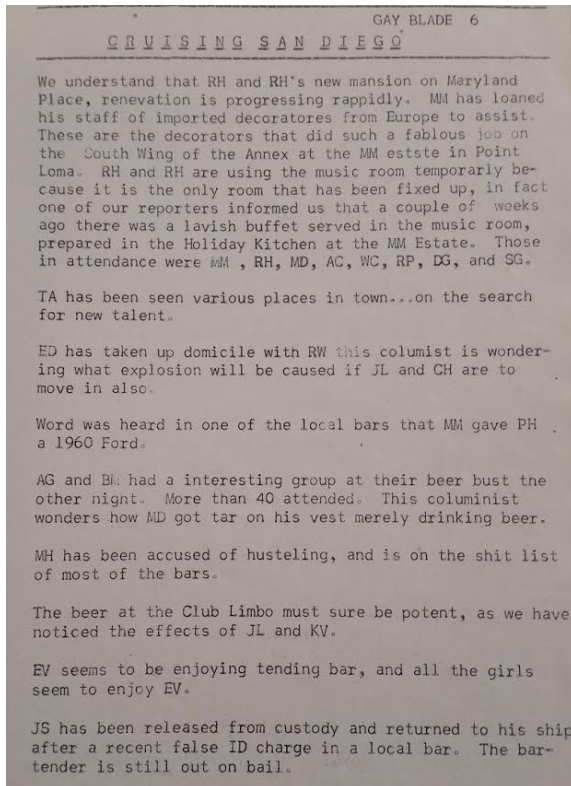 GAY BLADE 6
CRUISING SAN DIEGO
We understand that RH and RH's new mansion on Maryland
Place, renevation is progressing rappidly. MM has loaned
his staff of imported decoratores from Europe to assist.
These are the decorators that did such a fablous job on
the South Wing of the Annex at the MM estste in Point
Loma. RH and RH are using the music room temporarly be-
cause it is the only room that has been fixed up, in fact
one of our reporters informed us that a couple of weeks
ago there was a lavish buffet served in the music room,
prepared in the Holiday Kitchen at the MM Estate. Those
in attendance were MM , RH, MD, AC, WC, RP, DG, and SG.
TA has been seen various places in town...on the search
for new talent.
ED has taken up domicile with RW this columist is wonder-
ing what explosion will be caused if JL and CH are to
move in also.
Word was heard in one of the local bars that MM gave PH
a 1960 Ford.
AG and BM had a interesting group at their beer bust the
other night. More than 40 attended. This columinist
wonders how MD got tar on his vest merely drinking beer.
MH has been accused of husteling, and is on the shit list
of most of the bars.
The beer at the Club Limbo must sure be potent, as we have
noticed the effects of JL and KV.
EV seems to be enjoying tending bar, and all the girls
seem to enjoy EV.
JS has been released from custody and returned to his ship
after a recent false ID charge in a local bar. The bar-
tender is still out on bail.